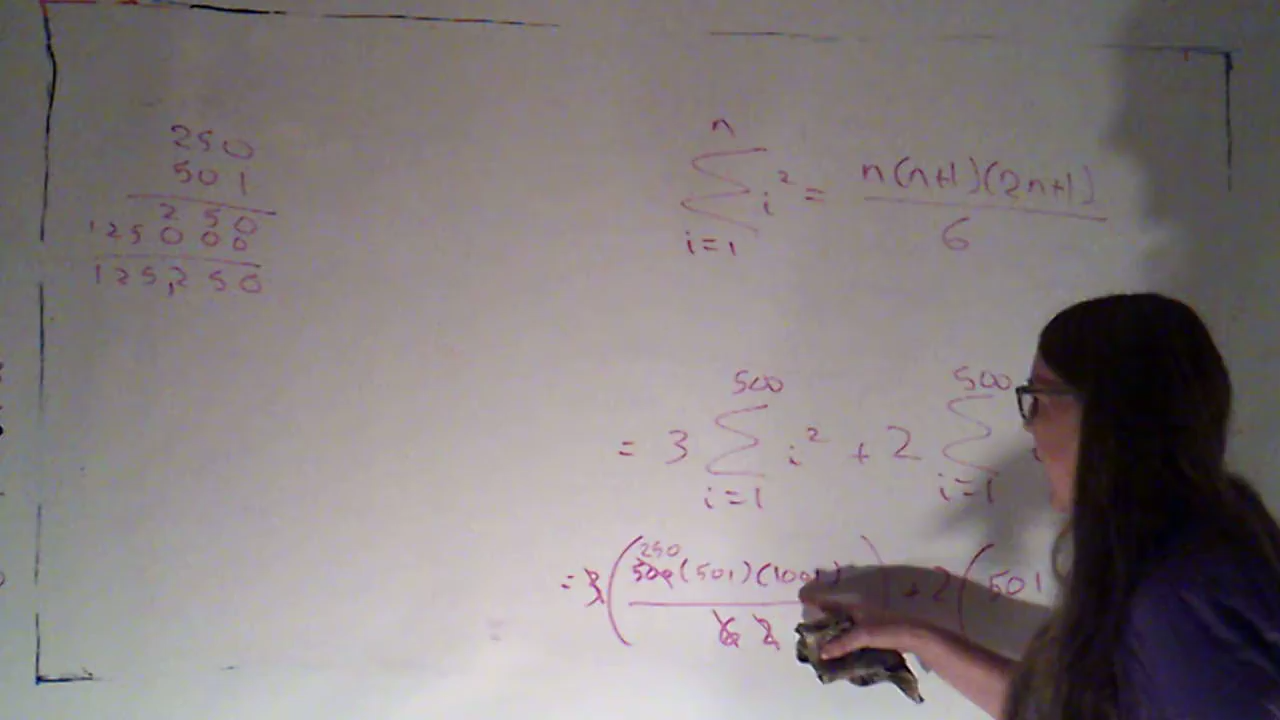 250
501
250
125000
125,250
n
∑ i² = n(n+1)(2n+1)
i=1
6
500 500
= 3 ∑ i² + 2 ∑
i=1 i=1
250
= 3 ( 500(501)(1001) ) + 2 ( 501
6 2
=